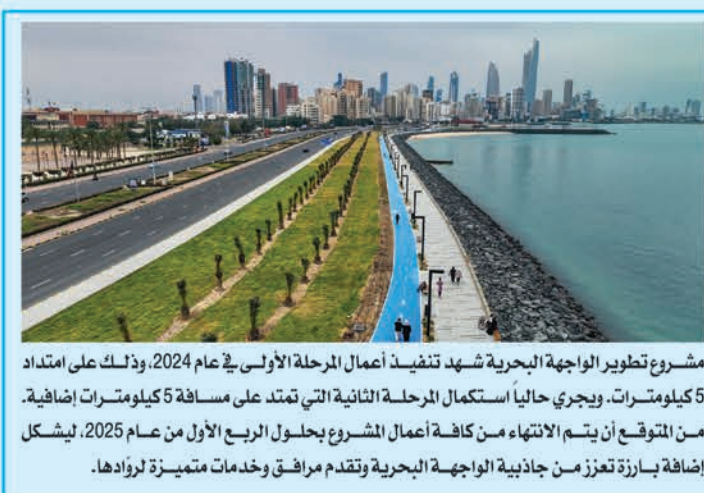 مشروع تطوير الواجهة البحرية شهد تنفيذ أعمال المرحلة الأولى في عام 2024، وذلك على امتداد
5 كيلومترات. ويجري حالياً استكمال المرحلة الثانية التي تمتد على مسافة 5 كيلومترات إضافية.
من المتوقع أن يتم الانتهاء من كافة أعمال المشروع بحلول الربع الأول من عام 2025، ليشكل
إضافة بارزة تعزز من جاذبية الواجهة البحرية وتقدم مرافق وخدمات متميزة لروّادها.